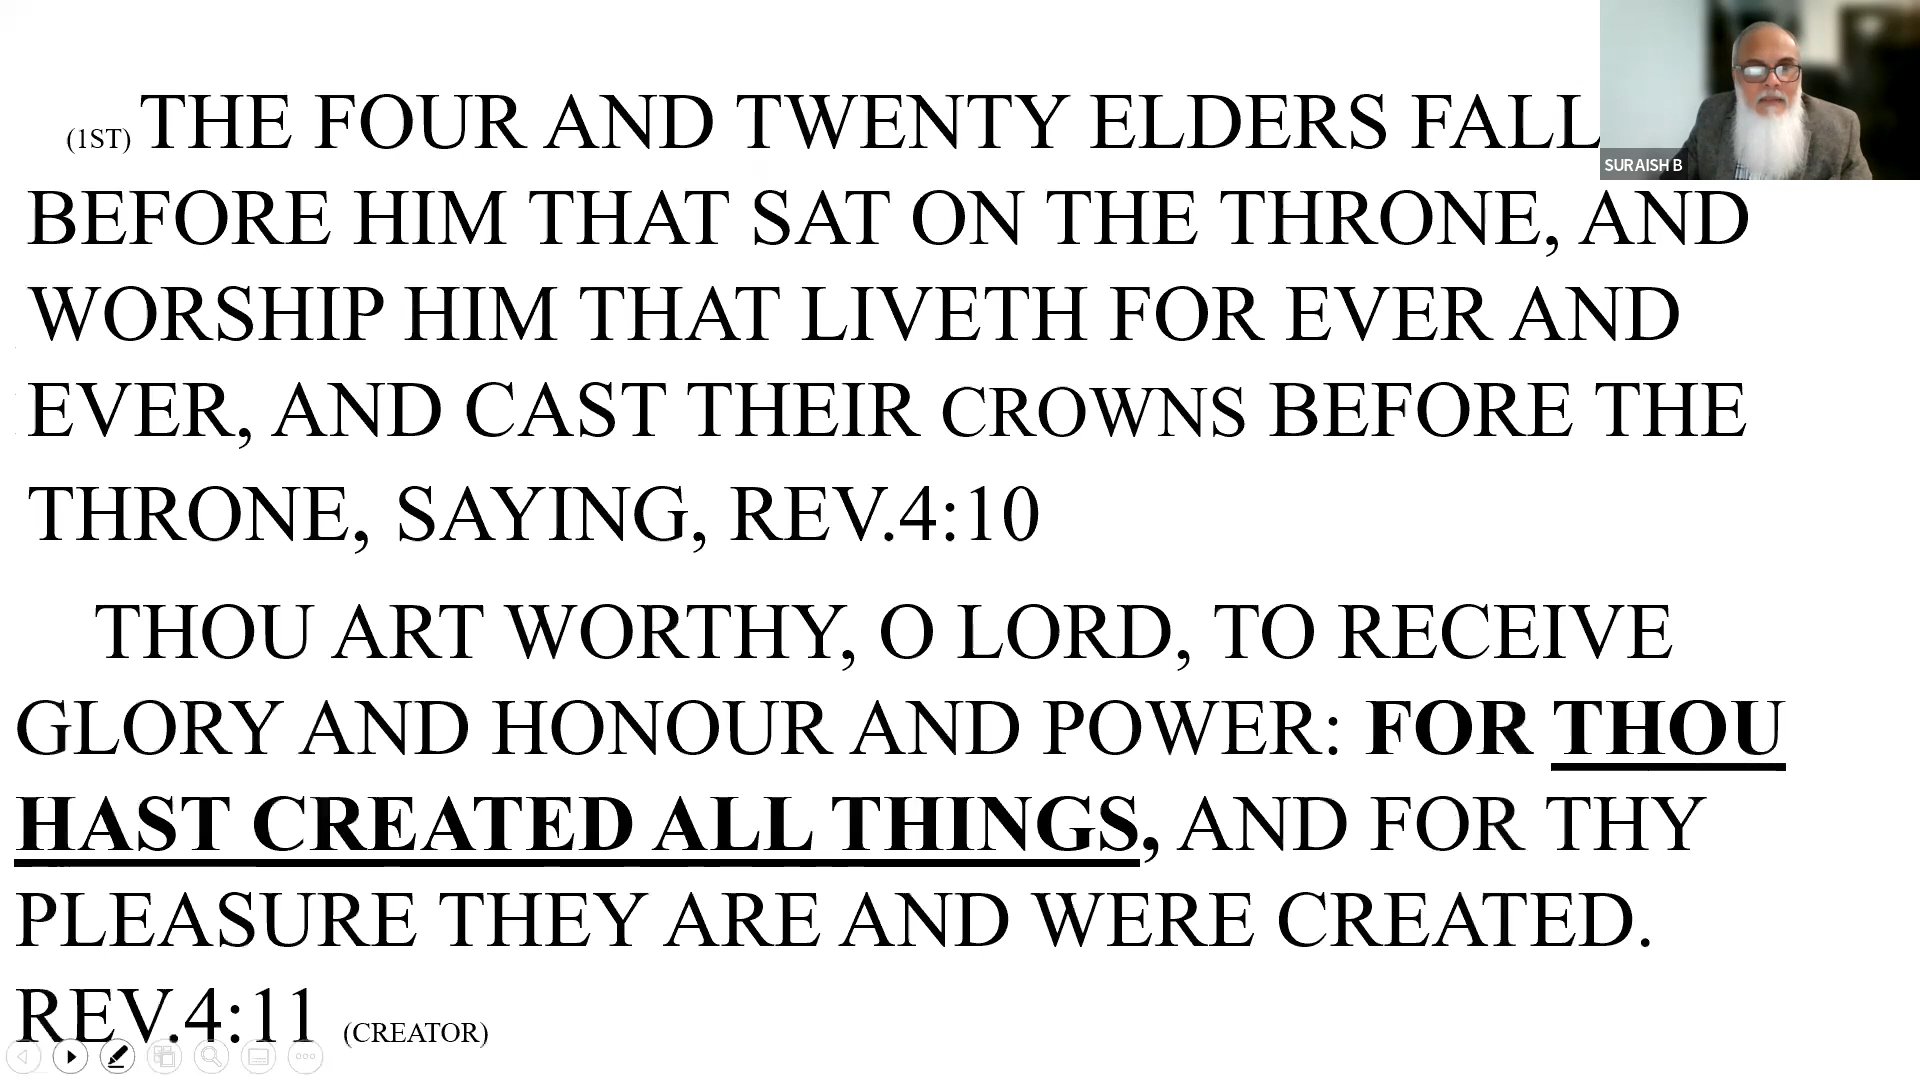 (1ST) THE FOUR AND TWENTY ELDERS FALL
SURAISH B
BEFORE HIM THAT SAT ON THE THRONE, AND
WORSHIP HIM THAT LIVETH FOR EVER AND
EVER, AND CAST THEIR CROWNS BEFORE THE
THRONE, SAYING, REV.4:10
THOU ART WORTHY, O LORD, TO RECEIVE
GLORY AND HONOUR AND POWER: FOR THOU
HAST CREATED ALL THINGS, AND FOR THY
PLEASURE THEY ARE AND WERE CREATED.
REV.4:11 (CREATOR)